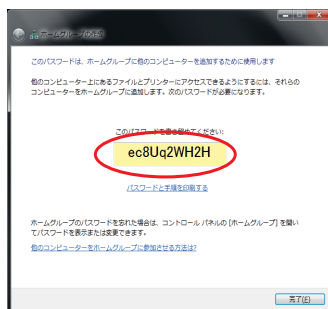 ホームグループの作成
このパスワードは、ホームグループに他のコンピューターを追加するために使用します
他のコンピューター上にあるファイルとプリンターにアクセスできるようにするには、それらの
コンピューターをホームグループに追加します。次のパスワードが必要になります。
このパスワードを書き留めてください:
ec8Uq2WH2H
パスワードと手順を印刷する
ホームグループのパスワードを忘れた場合は、コントロール パネルの [ホームグループ] を開い
てパスワードを表示または変更できます。
他のコンピューターをホームグループに参加させる方法は?
完了(F)